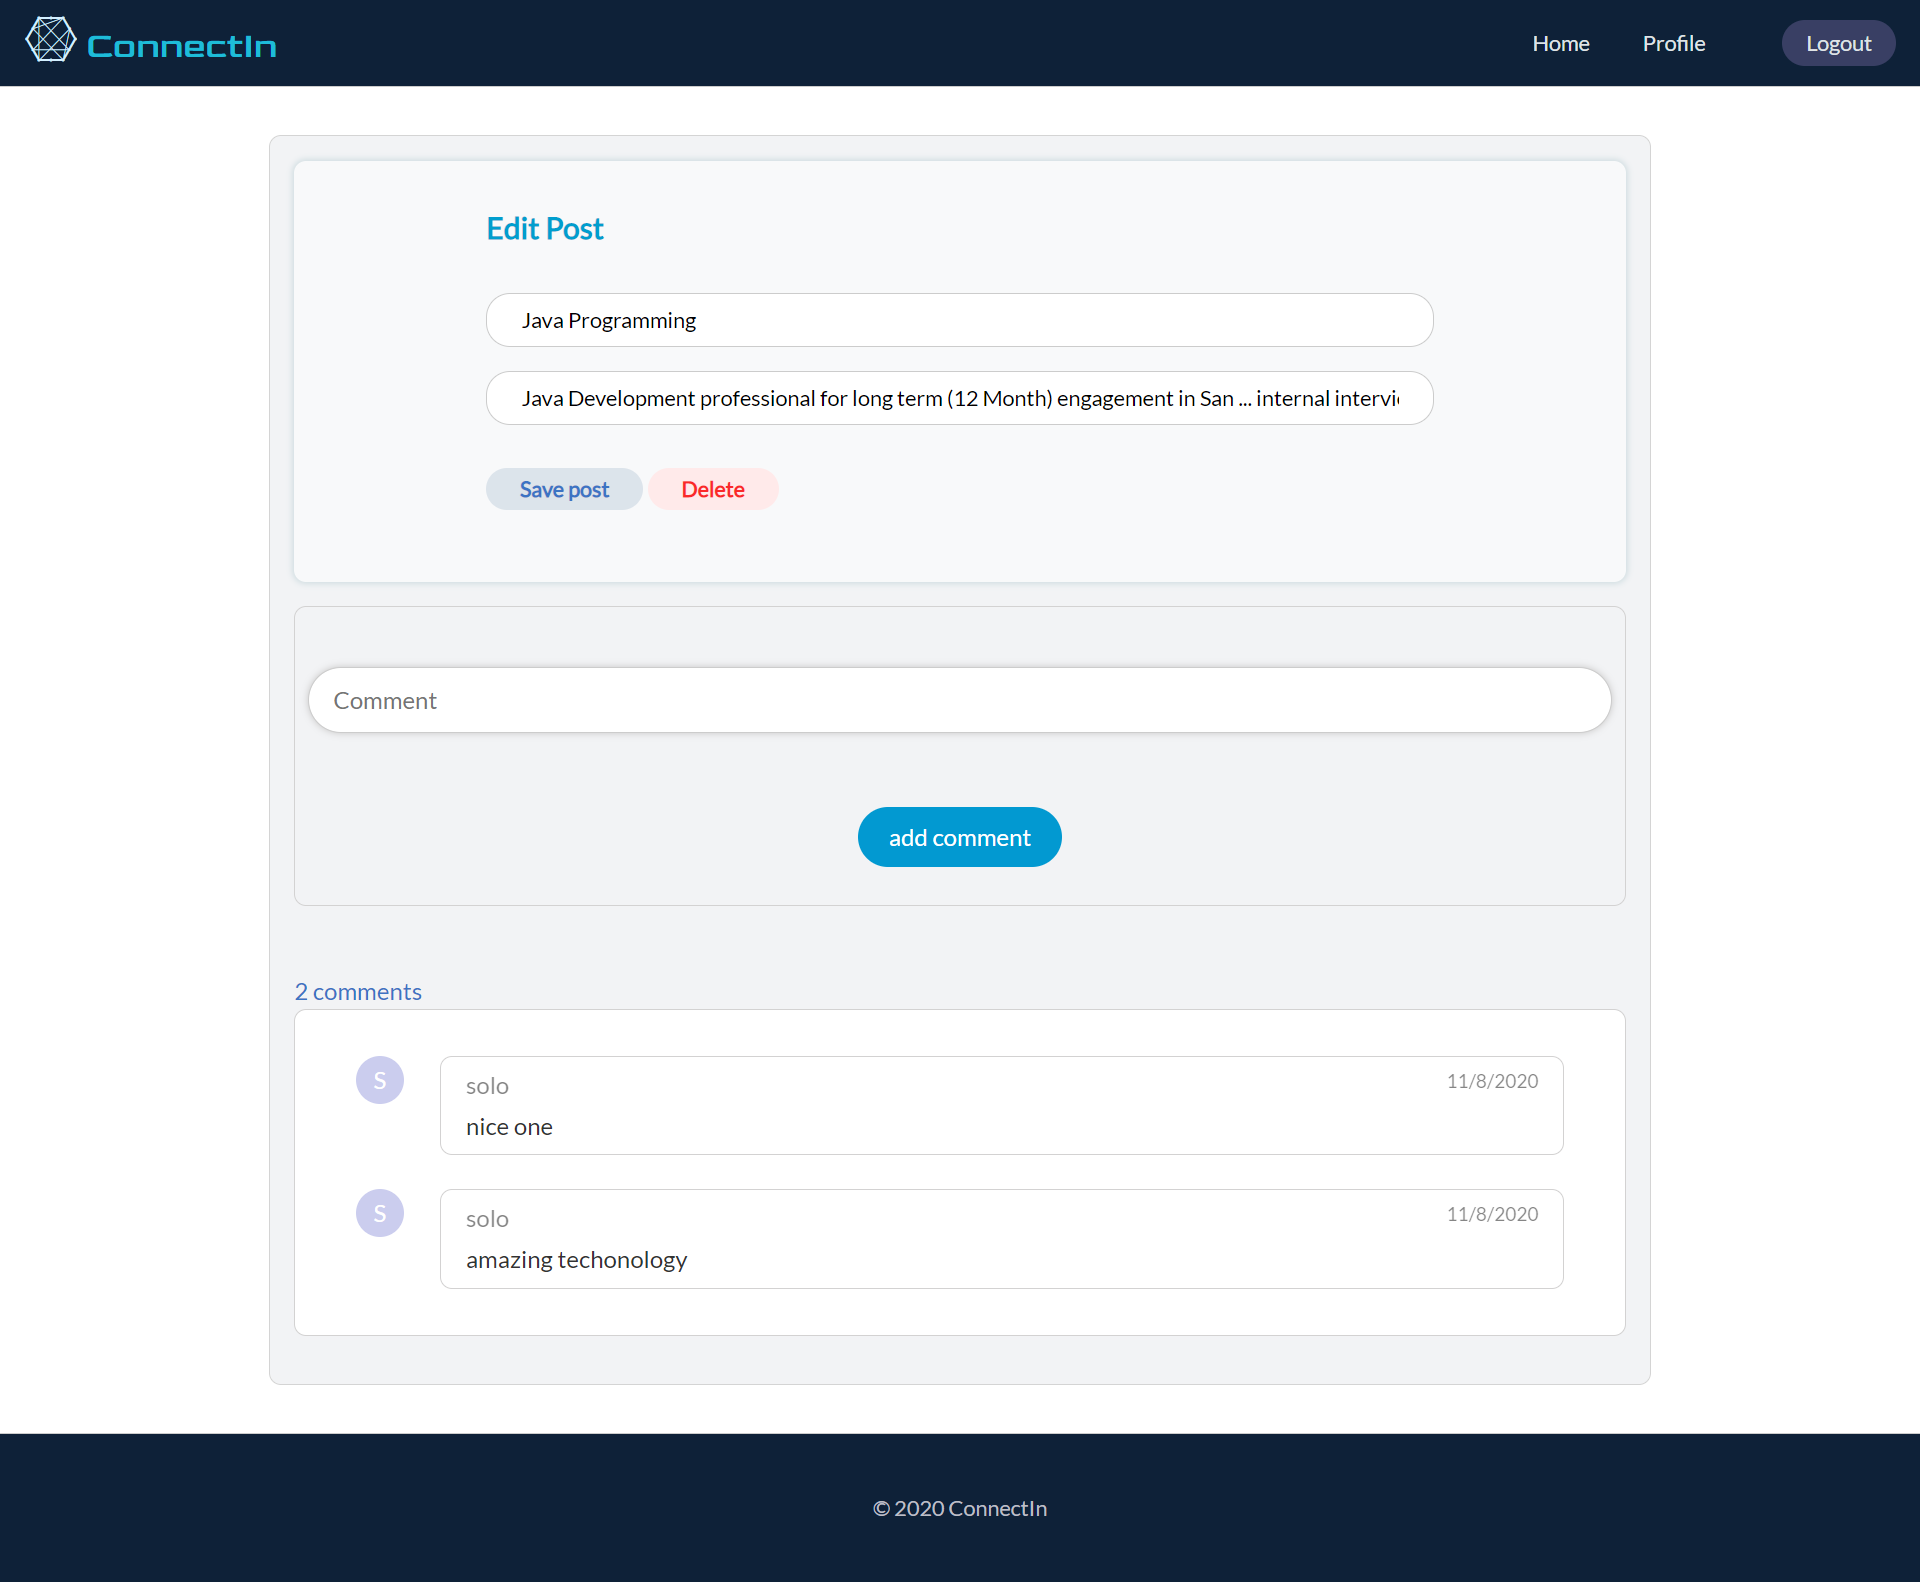 ConnectIn
Home
Profile
Logout
Edit Post
Java Programming
Java Development professional for long term (12 Month) engagement in San ... internal
Save post
Delete
Comment
add comment
2 comments
S
solo
11/8/2020
nice one
S
solo
11/8/2020
amazing techonology
© 2020 ConnectIn